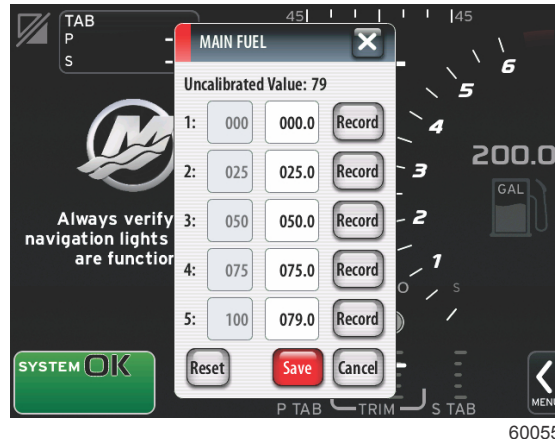 TAB
P -
S -
45 45
MAIN FUEL
X
Uncalibrated Value: 79
1: 000 000.0 Record
2: 025 025.0 Record
3: 050 050.0 Record
4: 075 075.0 Record
5: 100 079.0 Record
Reset Save Cancel
6
5
4
3
2
1
O S
200.0
GAL
Always verify
navigation lights
are function
SYSTEM OK
P TAB TRIM S TAB
MENU
60055